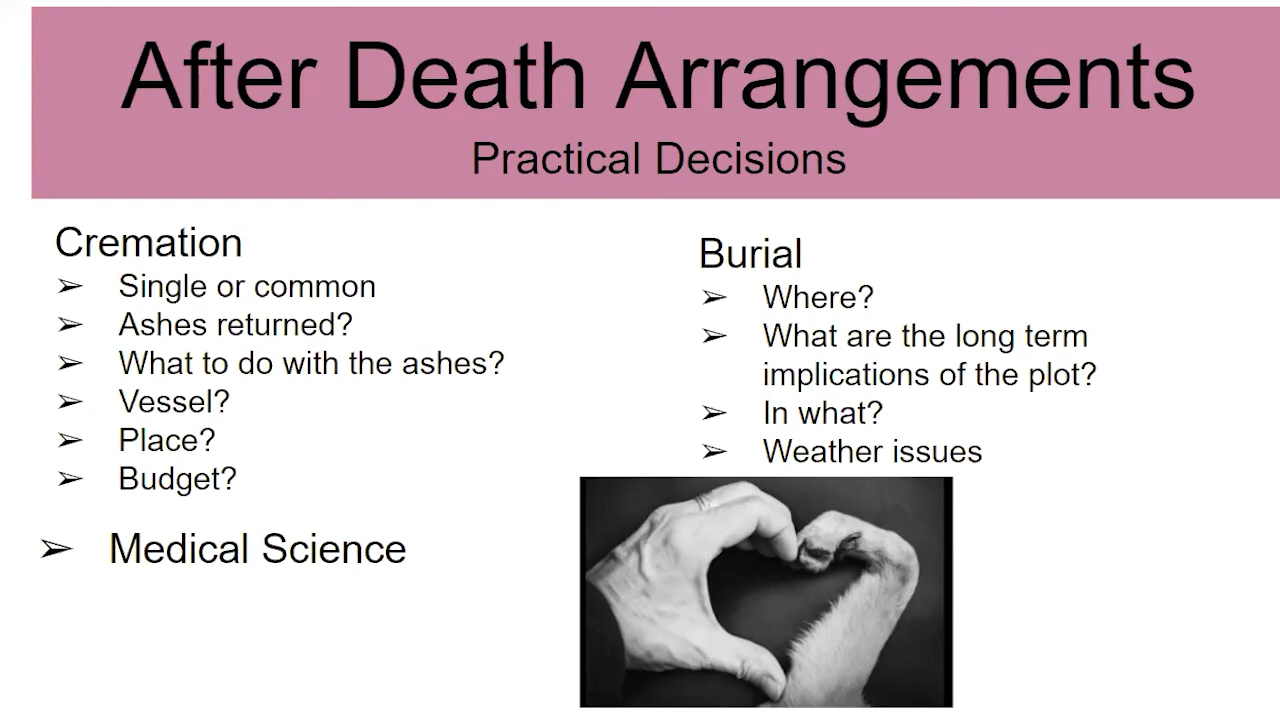 After Death Arrangements
Practical Decisions
Cremation
➢ Single or common
➢ Ashes returned?
➢ What to do with the ashes?
➢ Vessel?
➢ Place?
➢ Budget?
➢ Medical Science
Burial
➢ Where?
➢ What are the long term
implications of the plot?
➢ In what?
➢ Weather issues